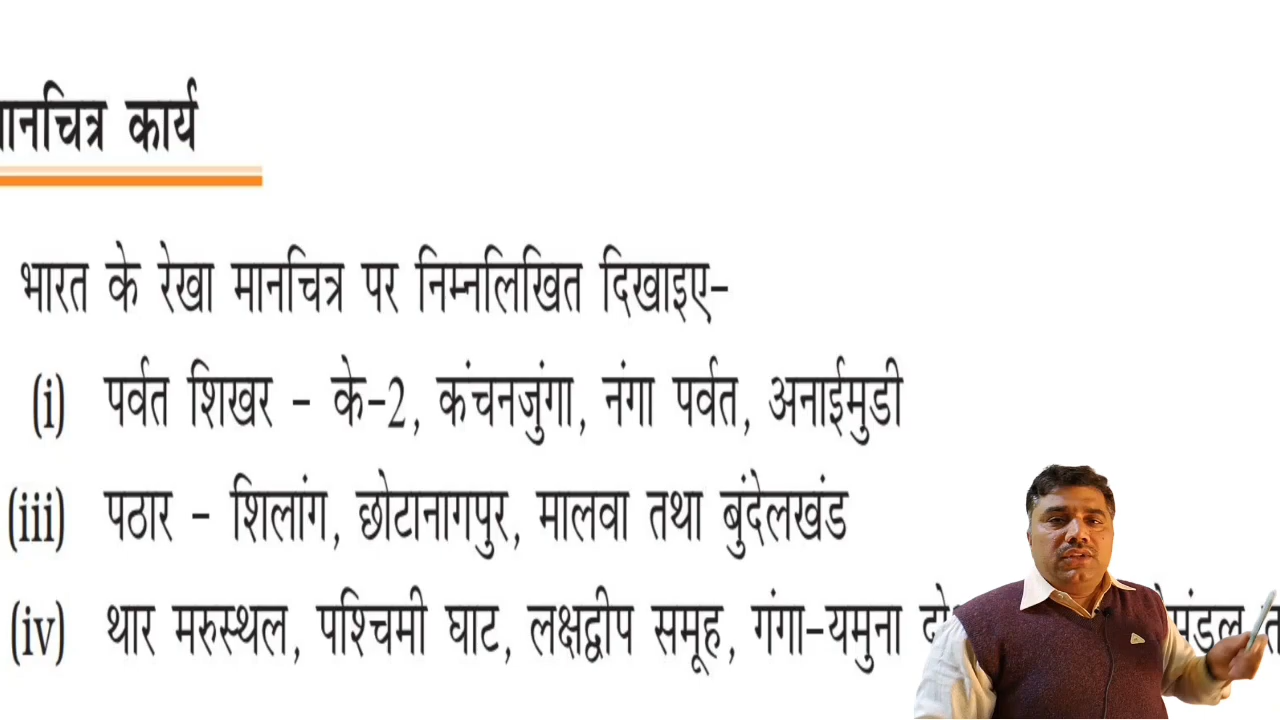 मानचित्र कार्य
भारत के रेखा मानचित्र पर निम्नलिखित दिखाइए–
(i) पर्वत शिखर – के–2, कंचनजुंगा, नंगा पर्वत, अनाईमुडी
(iii) पठार – शिलांग, छोटानागपुर, मालवा तथा बुंदेलखंड
(iv) थार मरुस्थल, पश्चिमी घाट, लक्षद्वीप समूह, गंगा–यमुना